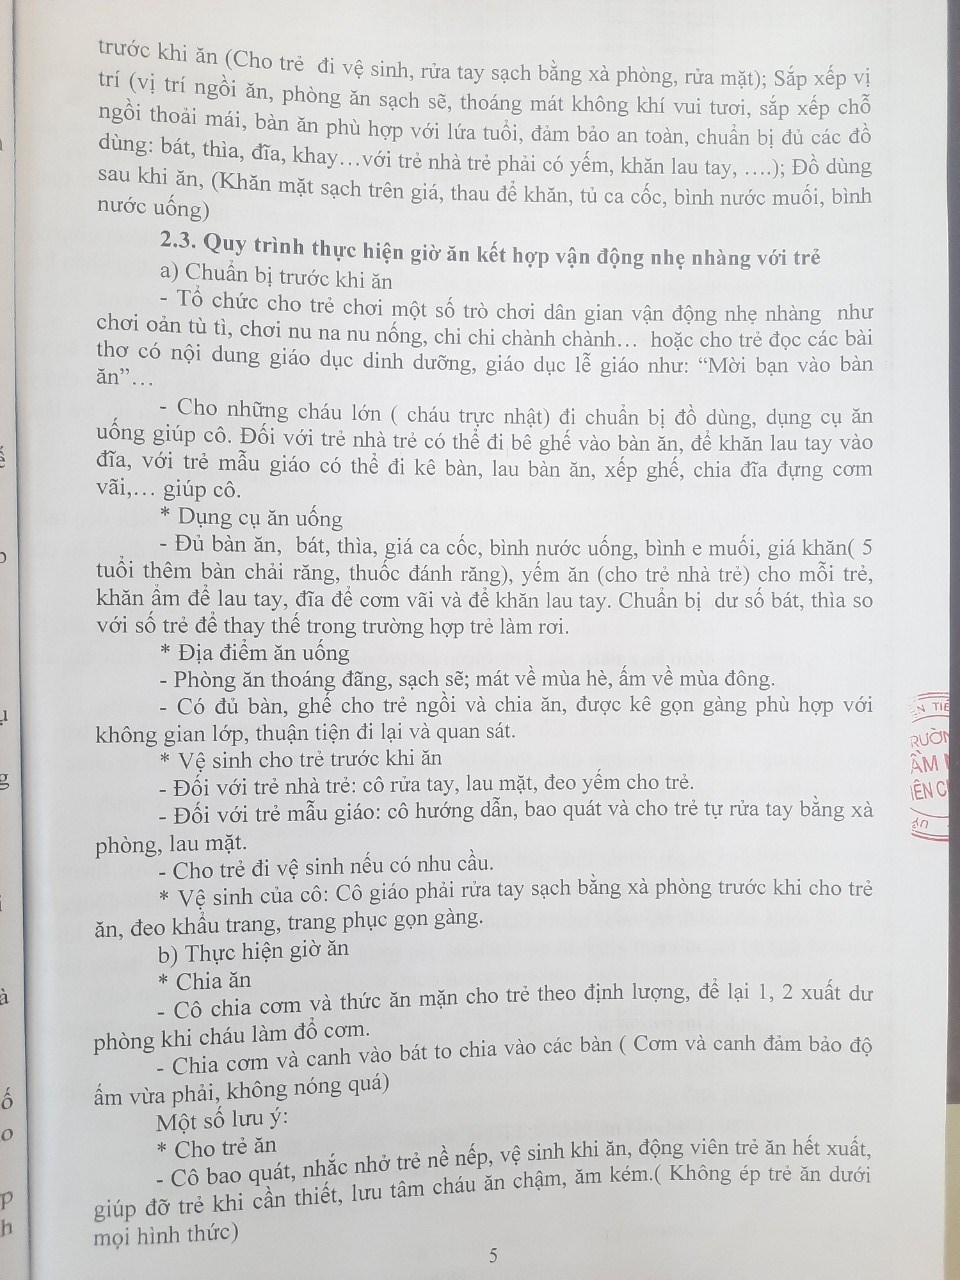 trước khi ăn (Cho trẻ đi vệ sinh, rửa tay sạch bằng xà phòng, rửa mặt); Sắp xếp vị
trí (vị trí ngồi ăn, phòng ăn sạch sẽ, thoáng mát không khí vui tươi, sắp xếp chỗ
ngồi thoải mái, bàn ăn phù hợp với lứa tuổi, đảm bảo an toàn, chuẩn bị đủ các đồ
dùng: bát, thìa, đĩa, khay…với trẻ nhà trẻ phải có yếm, khăn lau tay, ….); Đồ dùng
sau khi ăn, (Khăn mặt sạch trên giá, thau để khăn, tủ ca cốc, bình nước muối, bình
nước uống)
2.3. Quy trình thực hiện giờ ăn kết hợp vận động nhẹ nhàng với trẻ
a) Chuẩn bị trước khi ăn
- Tổ chức cho trẻ chơi một số trò chơi dân gian vận động nhẹ nhàng như
chơi oản tù tì, chơi nu na nu nống, chi chi chành chành… hoặc cho trẻ đọc các bài
thơ có nội dung giáo dục dinh dưỡng, giáo dục lễ giáo như: “Mời bạn vào bàn
ăn”…
- Cho những cháu lớn ( cháu trực nhật) đi chuẩn bị đồ dùng, dụng cụ ăn
uống giúp cô. Đối với trẻ nhà trẻ có thể đi bê ghế vào bàn ăn, để khăn lau tay vào
đĩa, với trẻ mẫu giáo có thể đi kê bàn, lau bàn ăn, xếp ghế, chia đĩa đựng cơm
vãi,… giúp cô.
* Dụng cụ ăn uống
- Đủ bàn ăn, bát, thìa, giá ca cốc, bình nước uống, bình e muối, giá khăn( 5
tuổi thêm bàn chải răng, thuốc đánh răng), yếm ăn (cho trẻ nhà trẻ) cho mỗi trẻ,
khăn ẩm để lau tay, đĩa để cơm vãi và để khăn lau tay. Chuẩn bị dư số bát, thìa so
với số trẻ để thay thế trong trường hợp trẻ làm rơi.
* Địa điểm ăn uống
- Phòng ăn thoáng đãng, sạch sẽ; mát về mùa hè, ấm về mùa đông.
- Có đủ bàn, ghế cho trẻ ngồi và chia ăn, được kê gọn gàng phù hợp với
không gian lớp, thuận tiện đi lại và quan sát.
* Vệ sinh cho trẻ trước khi ăn
- Đối với trẻ nhà trẻ: cô rửa tay, lau mặt, đeo yếm cho trẻ.
- Đối với trẻ mẫu giáo: cô hướng dẫn, bao quát và cho trẻ tự rửa tay bằng xà
phòng, lau mặt.
- Cho trẻ đi vệ sinh nếu có nhu cầu.
* Vệ sinh của cô: Cô giáo phải rửa tay sạch bằng xà phòng trước khi cho trẻ
ăn, đeo khẩu trang, trang phục gọn gàng.
b) Thực hiện giờ ăn
* Chia ăn
- Cô chia cơm và thức ăn mặn cho trẻ theo định lượng, để lại 1, 2 xuất dư
phòng khi cháu làm đổ cơm.
- Chia cơm và canh vào bát to chia vào các bàn ( Cơm và canh đảm bảo độ
ấm vừa phải, không nóng quá)
Một số lưu ý:
* Cho trẻ ăn
- Cô bao quát, nhắc nhở trẻ nề nếp, vệ sinh khi ăn, động viên trẻ ăn hết xuất,
giúp đỡ trẻ khi cần thiết, lưu tâm cháu ăn chậm, ăm kém.( Không ép trẻ ăn dưới
mọi hình thức)
5